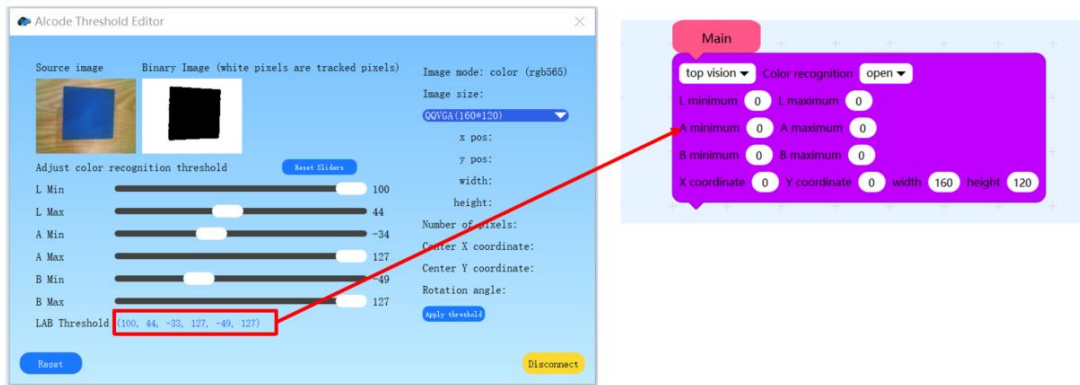 Alcode Threshold Editor
Source image
Binary Image (white pixels are tracked pixels)
Adjust color recognition threshold
Reset Sliders
L Min 100
L Max 44
A Min -34
A Max 127
B Min -49
B Max 127
LAB Threshold (100, 44, -33, 127, -49, 127)
Reset
Image mode: color (rgb565)
Image size:
QQVGA(160*120)
x pos:
y pos:
width:
height:
Number of pixels:
Center X coordinate:
Center Y coordinate:
Rotation angle:
Apply threshold
Disconnect
Main
top vision Color recognition open
L minimum 0 L maximum 0
A minimum 0 A maximum 0
B minimum 0 B maximum 0
X coordinate 0 Y coordinate 0 width 160 height 120